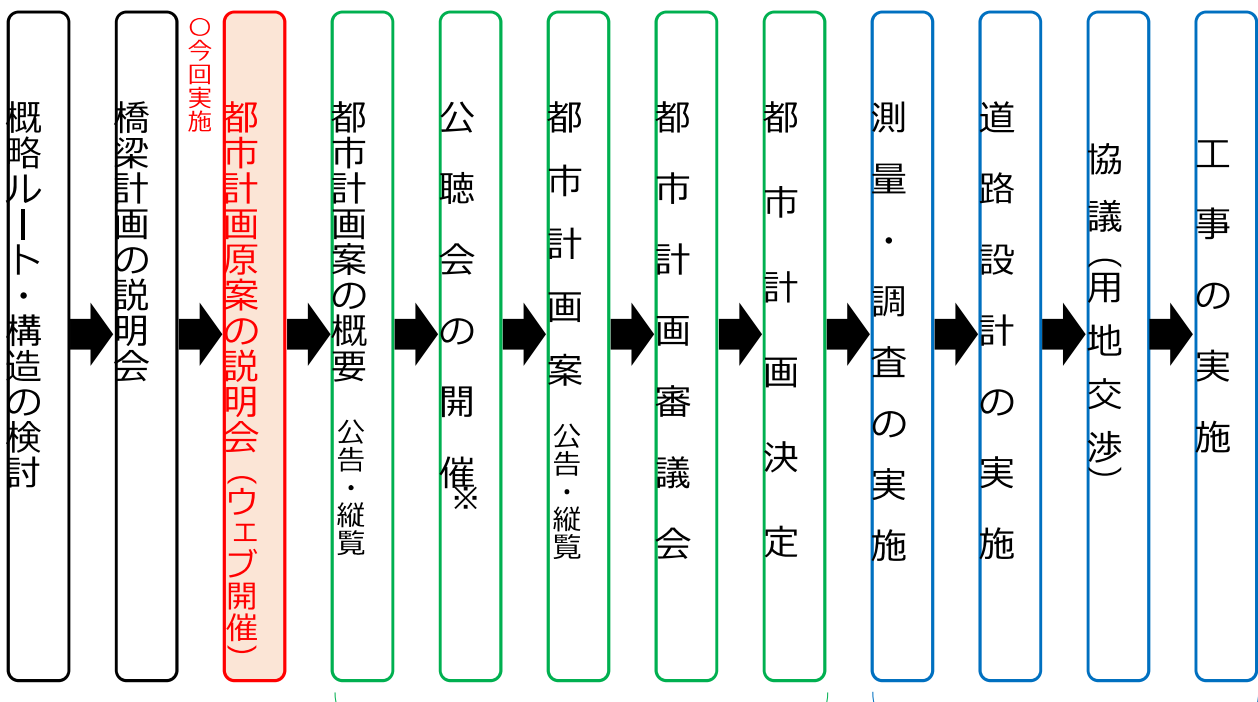 概略ルート・構造の検討
橋梁計画の説明会
〇今回実施
都市計画原案の説明会（ウェブ開催）
都市計画案の概要 公告・縦覧
公聴会の開催※
都市計画案 公告・縦覧
都市計画審議会
都市計画決定
測量・調査の実施
道路設計の実施
協議（用地交渉）
工事の実施